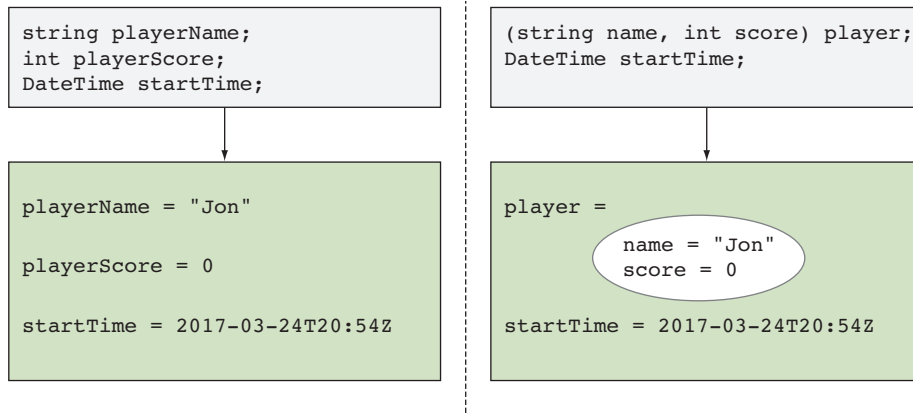 string playerName;
int playerScore;
DateTime startTime;
playerName = "Jon"
playerScore = 0
startTime = 2017-03-24T20:54Z
(string name, int score) player;
DateTime startTime;
player =
name = "Jon"
score = 0
startTime = 2017-03-24T20:54Z